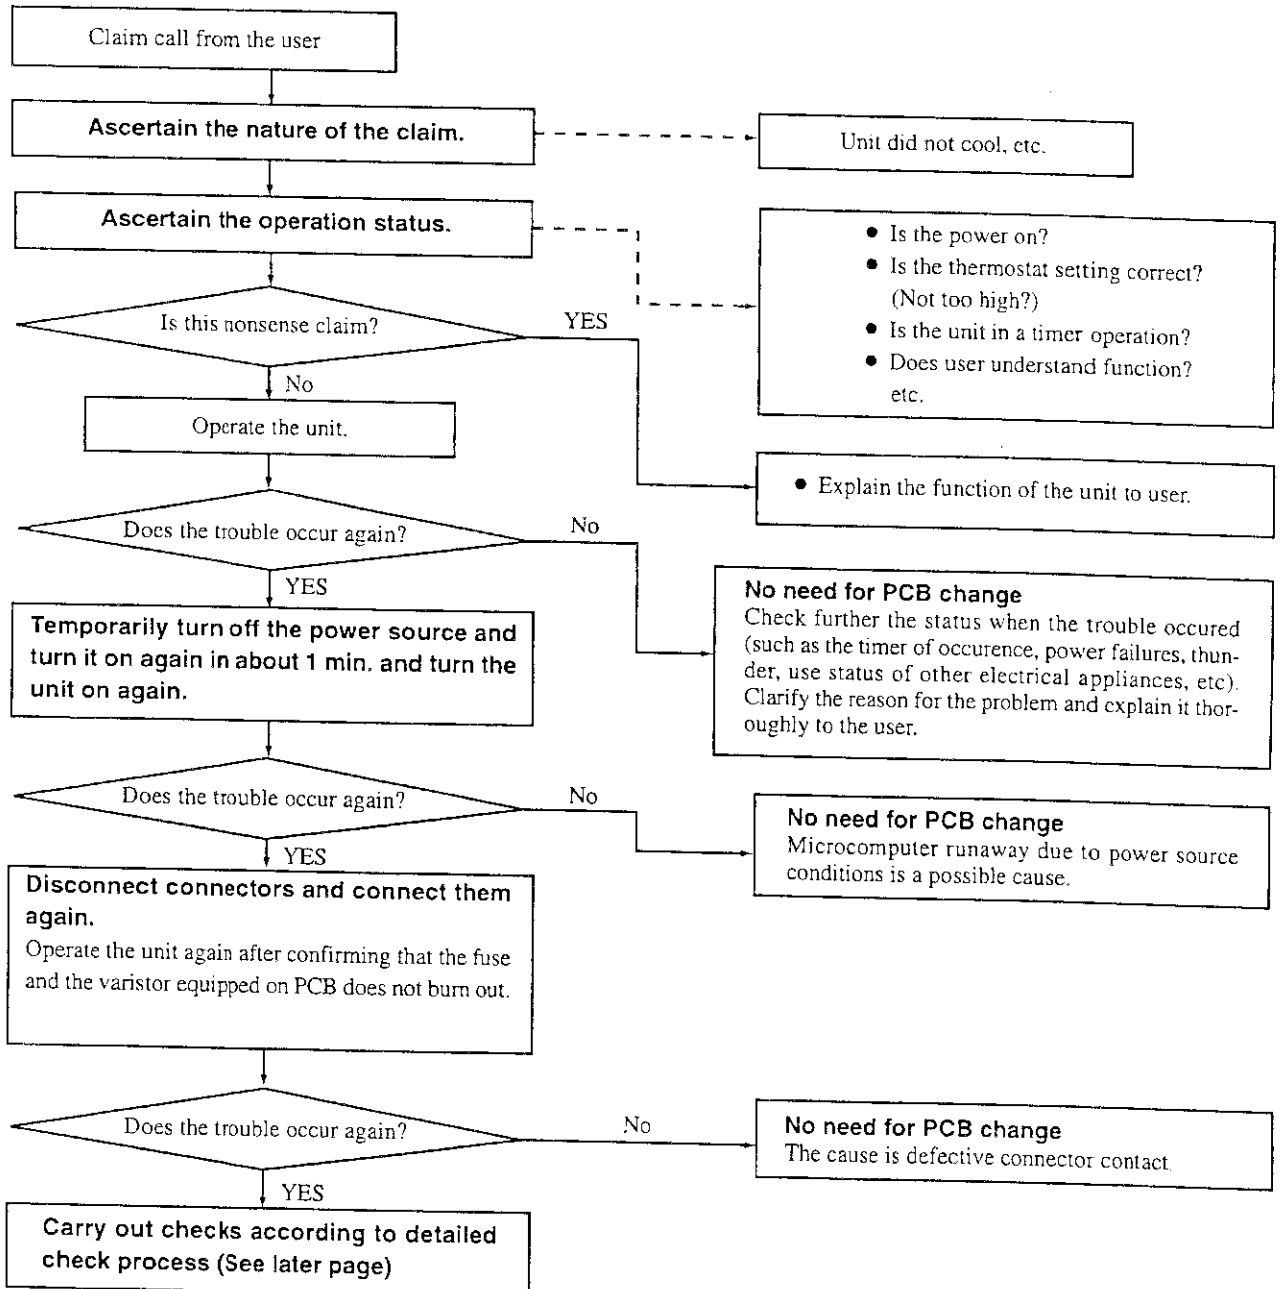 Claim call from the user
Ascertain the nature of the claim.
Unit did not cool, etc.
Ascertain the operation status.
● Is the power on?
● Is the thermostat setting correct?
(Not too high?)
● Is the unit in a timer operation?
● Does user understand function?
etc.
Is this nonsense claim?
YES
No
Operate the unit.
● Explain the function of the unit to user.
Does the trouble occur again?
No
YES
No need for PCB change
Check further the status when the trouble occured
(such as the timer of occurence, power failures, thun-
der, use status of other electrical appliances, etc).
Clarify the reason for the problem and explain it thor-
oughly to the user.
Temporarily turn off the power source and
turn it on again in about 1 min. and turn the
unit on again.
Does the trouble occur again?
No
YES
No need for PCB change
Microcomputer runaway due to power source
conditions is a possible cause.
Disconnect connectors and connect them
again.
Operate the unit again after confirming that the fuse
and the varistor equipped on PCB does not burn out.
Does the trouble occur again?
No
YES
No need for PCB change
The cause is defective connector contact.
Carry out checks according to detailed
check process (See later page)